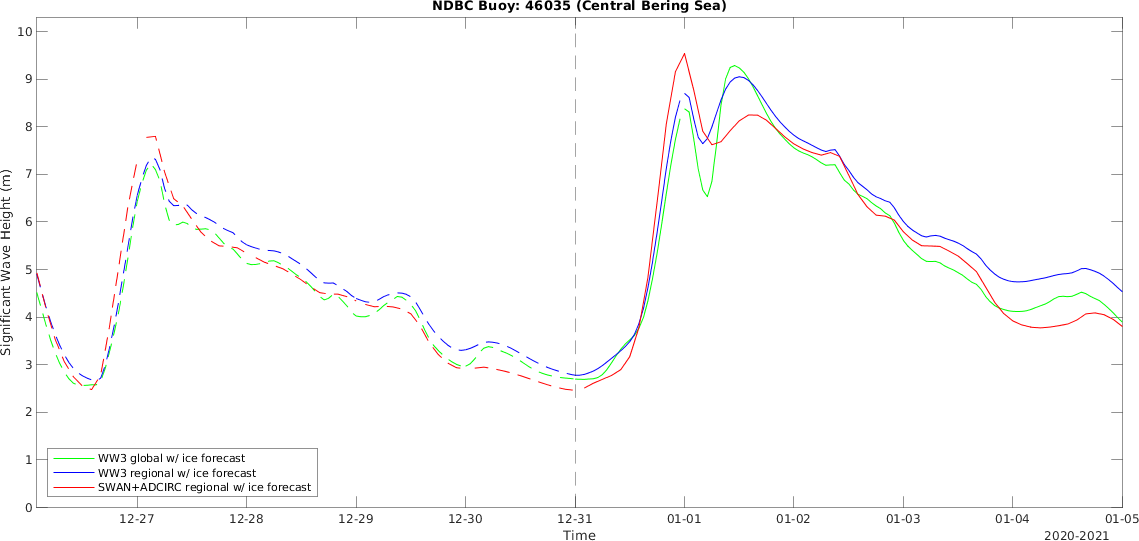 NDBC Buoy: 46035 (Central Bering Sea)
10
9
8
7
6
5
4
3
2
1
0
Significant Wave Height (m)
WW3 global w/ ice forecast
WW3 regional w/ ice forecast
SWAN+ADCIRC regional w/ ice forecast
12-27 12-28 12-29 12-30 12-31 01-01 01-02 01-03 01-04 01-05
Time
2020-2021